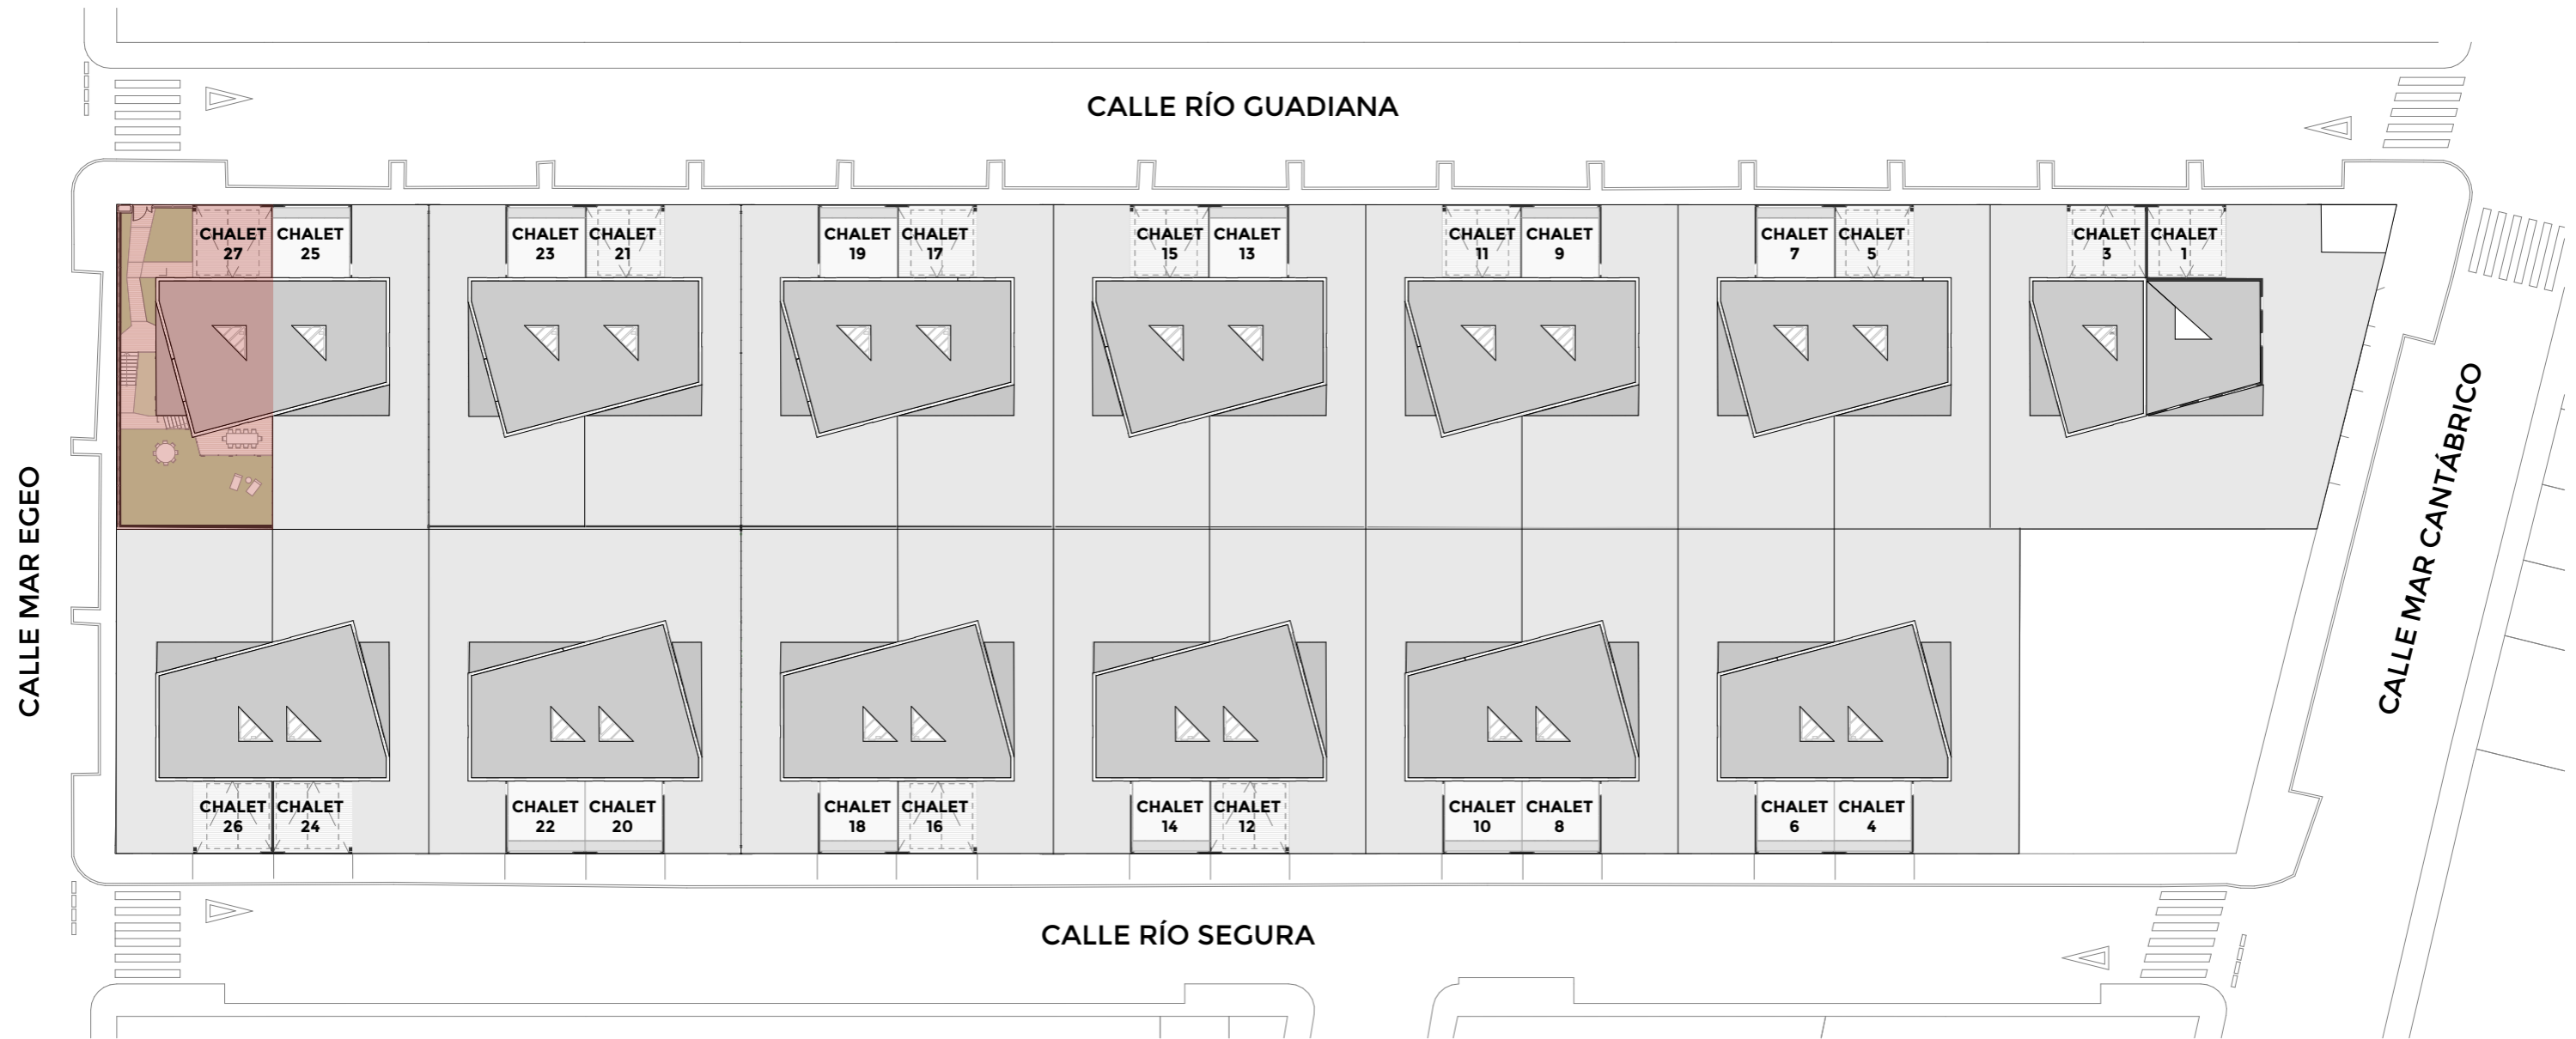 CALLE RÍO GUADIANA
CHALET
27
CHALET
25
CHALET
23
CHALET
21
CHALET
19
CHALET
17
CHALET
15
CHALET
13
CHALET
11
CHALET
9
CHALET
7
CHALET
5
CHALET
3
CHALET
1
CALLE MAR EGEO
CALLE MAR CANTÁBRICO
CHALET
26
CHALET
24
CHALET
22
CHALET
20
CHALET
18
CHALET
16
CHALET
14
CHALET
12
CHALET
10
CHALET
8
CHALET
6
CHALET
4
CALLE RÍO SEGURA